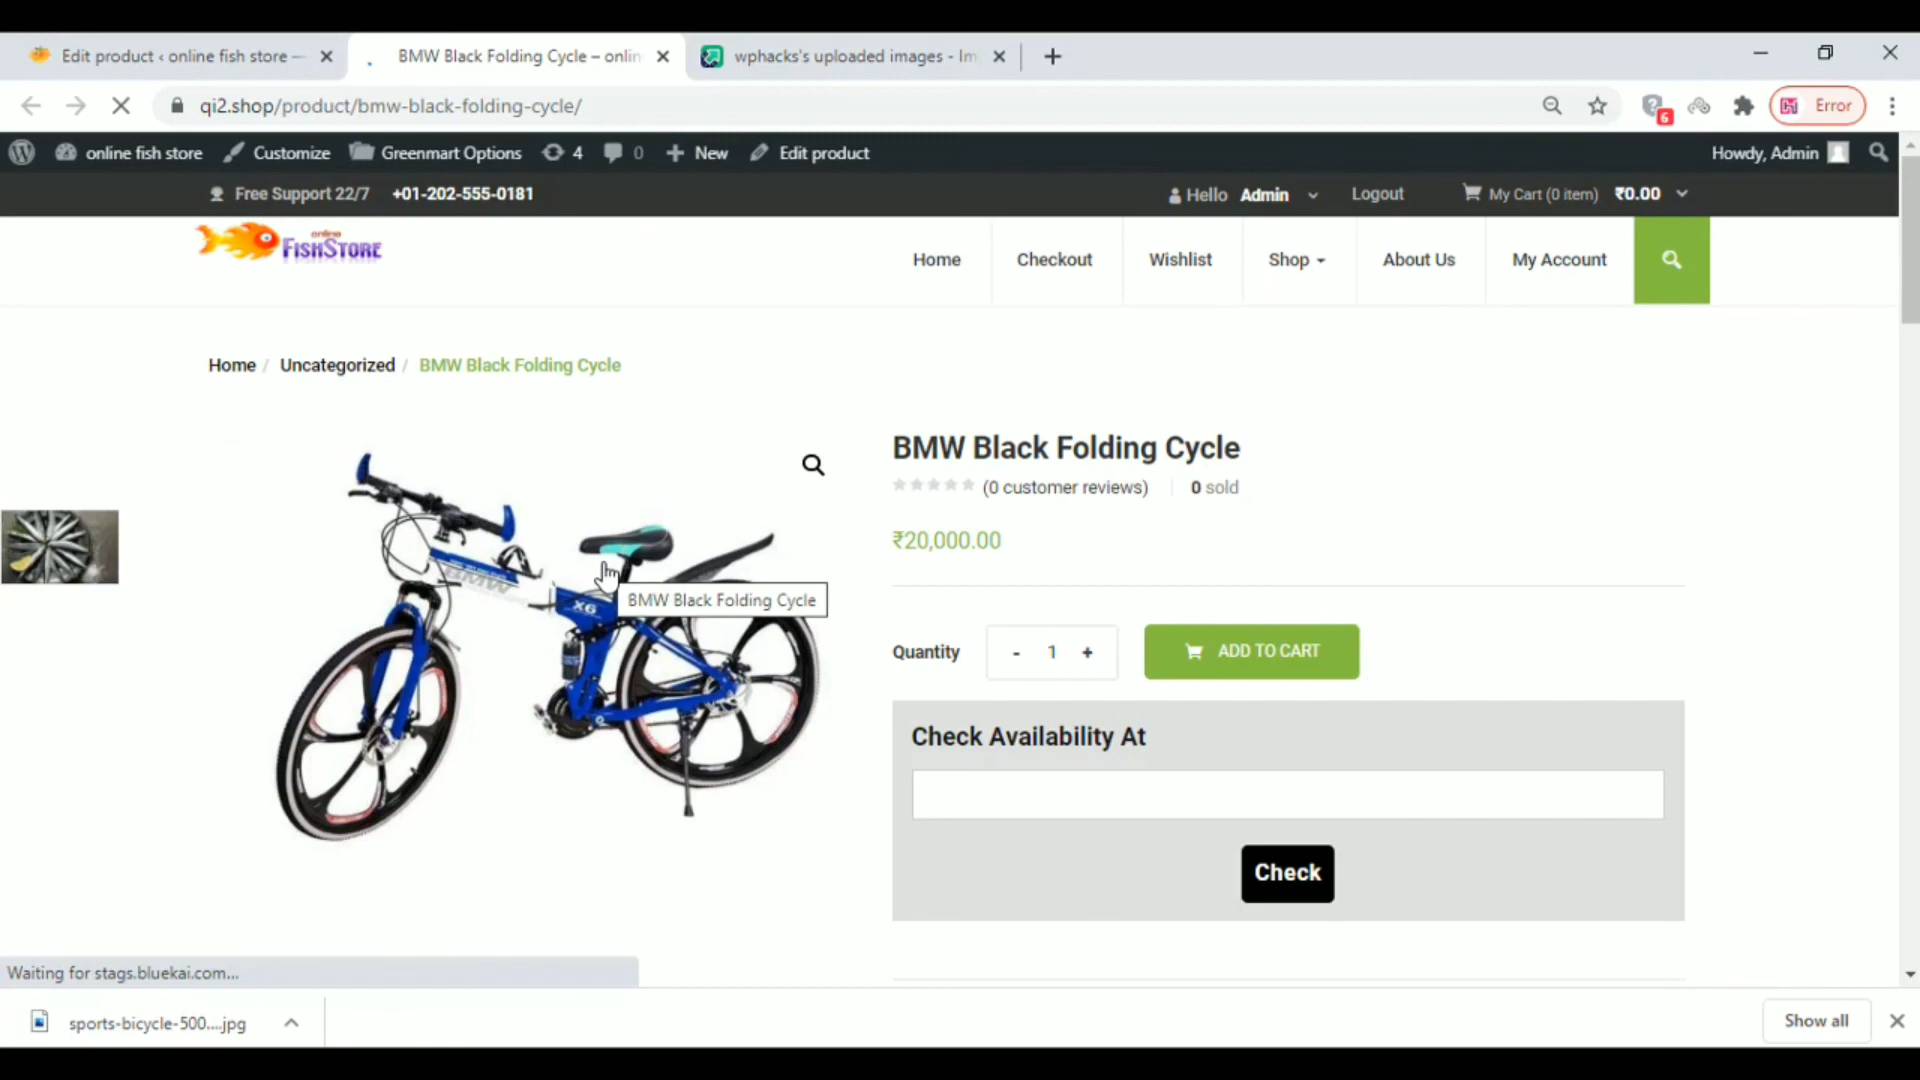 Edit product ‹ online fish store —
BMW Black Folding Cycle – onlin
wphacks's uploaded images - Im
qi2.shop/product/bmw-black-folding-cycle/
6
Error
online fish store
Customize
Greenmart Options
4
0
New
Edit product
Howdy, Admin
Free Support 22/7
+01-202-555-0181
Hello Admin
Logout
My Cart (0 item) ₹0.00
online
FISHSTORE
Home
Checkout
Wishlist
Shop
About Us
My Account
Home / Uncategorized / BMW Black Folding Cycle
BMW Black Folding Cycle
(0 customer reviews)
0 sold
₹20,000.00
BMW
X6
BMW Black Folding Cycle
Quantity
- 1 +
ADD TO CART
Check Availability At
Check
Waiting for stags.bluekai.com...
sports-bicycle-500....jpg
Show all